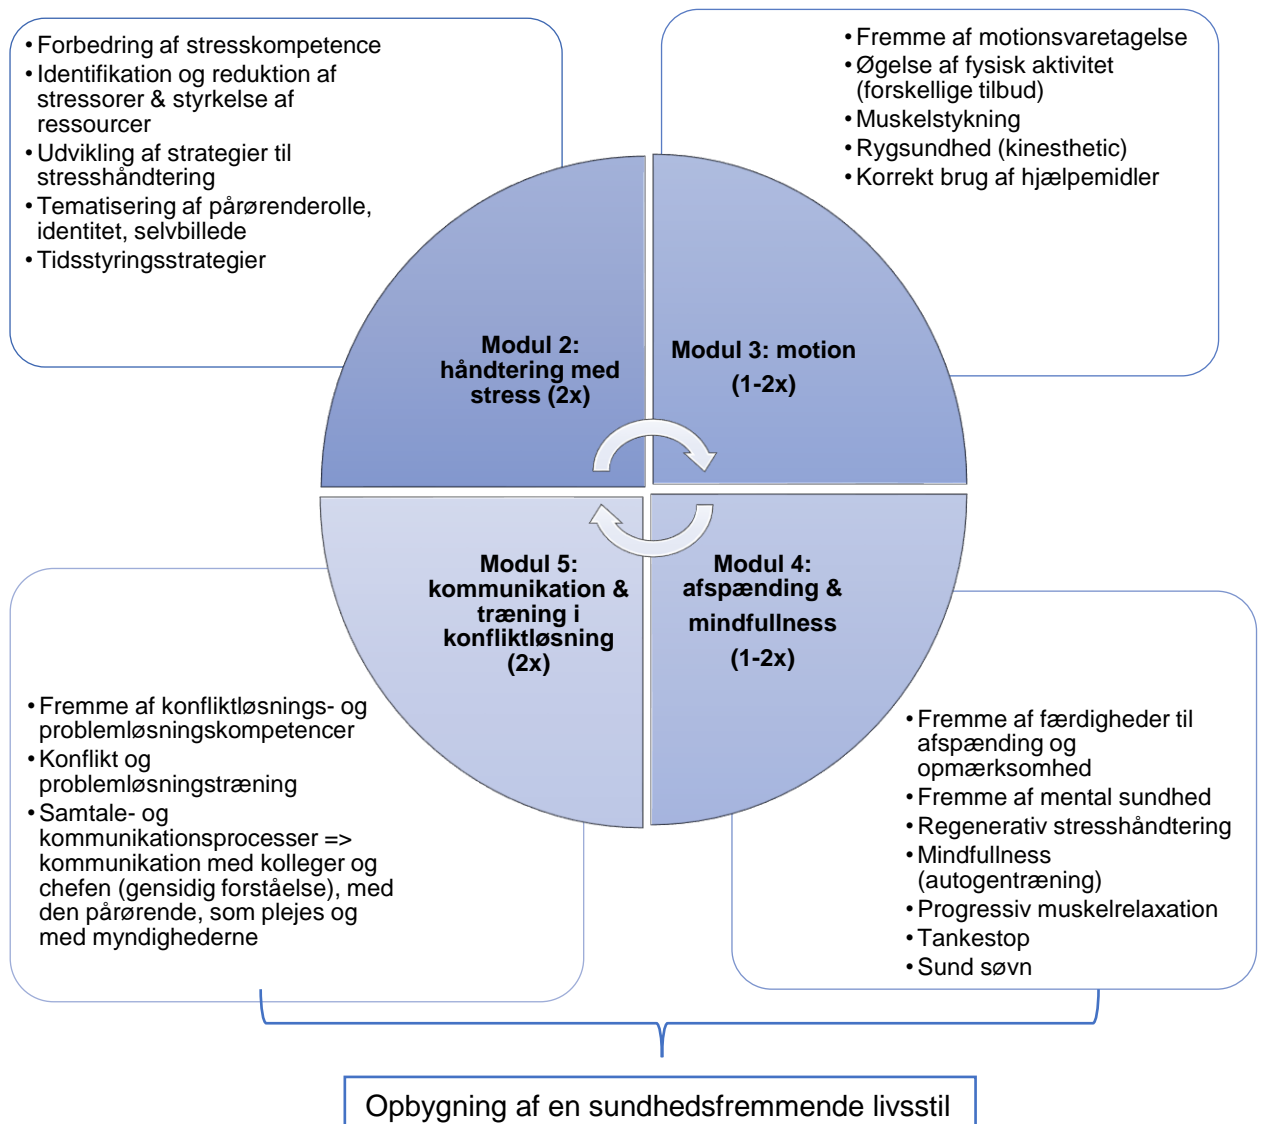 • Forbedring af stresskompetence
• Identifikation og reduktion af
stressorer & styrkelse af
ressourcer
• Udvikling af strategier til
stresshåndtering
• Tematisering af pårørenderolle,
identitet, selvbillede
• Tidsstyringsstrategier
• Fremme af motionsvaretagelse
• Øgelse af fysisk aktivitet
(forskellige tilbud)
• Muskelstykning
• Rygsundhed (kinesthetic)
• Korrekt brug af hjælpemidler
Modul 2:
håndtering med
stress (2x)
Modul 3: motion
(1-2x)
Modul 5:
kommunikation &
træning i
konfliktløsning
(2x)
Modul 4:
afspænding &
mindfullness
(1-2x)
• Fremme af konfliktløsnings- og
problemløsningskompetencer
• Konflikt og
problemløsningstræning
• Samtale- og
kommunikationsprocesser =>
kommunikation med kolleger og
chefen (gensidig forståelse), med
den pårørende, som plejes og
med myndighederne
• Fremme af færdigheder til
afspænding og
opmærksomhed
• Fremme af mental sundhed
• Regenerativ stresshåndtering
• Mindfullness
(autogentræning)
• Progressiv muskelrelaxation
• Tankestop
• Sund søvn
Opbygning af en sundhedsfremmende livsstil